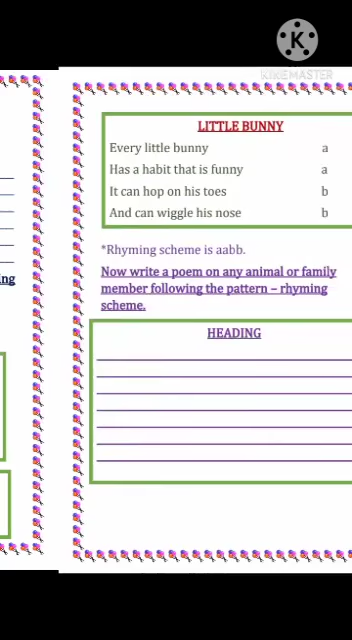 K
KINEMASTER
LITTLE BUNNY
Every little bunny a
Has a habit that is funny a
It can hop on his toes b
And can wiggle his nose b
*Rhyming scheme is aabb.
ing
Now write a poem on any animal or family
member following the pattern – rhyming
scheme.
HEADING